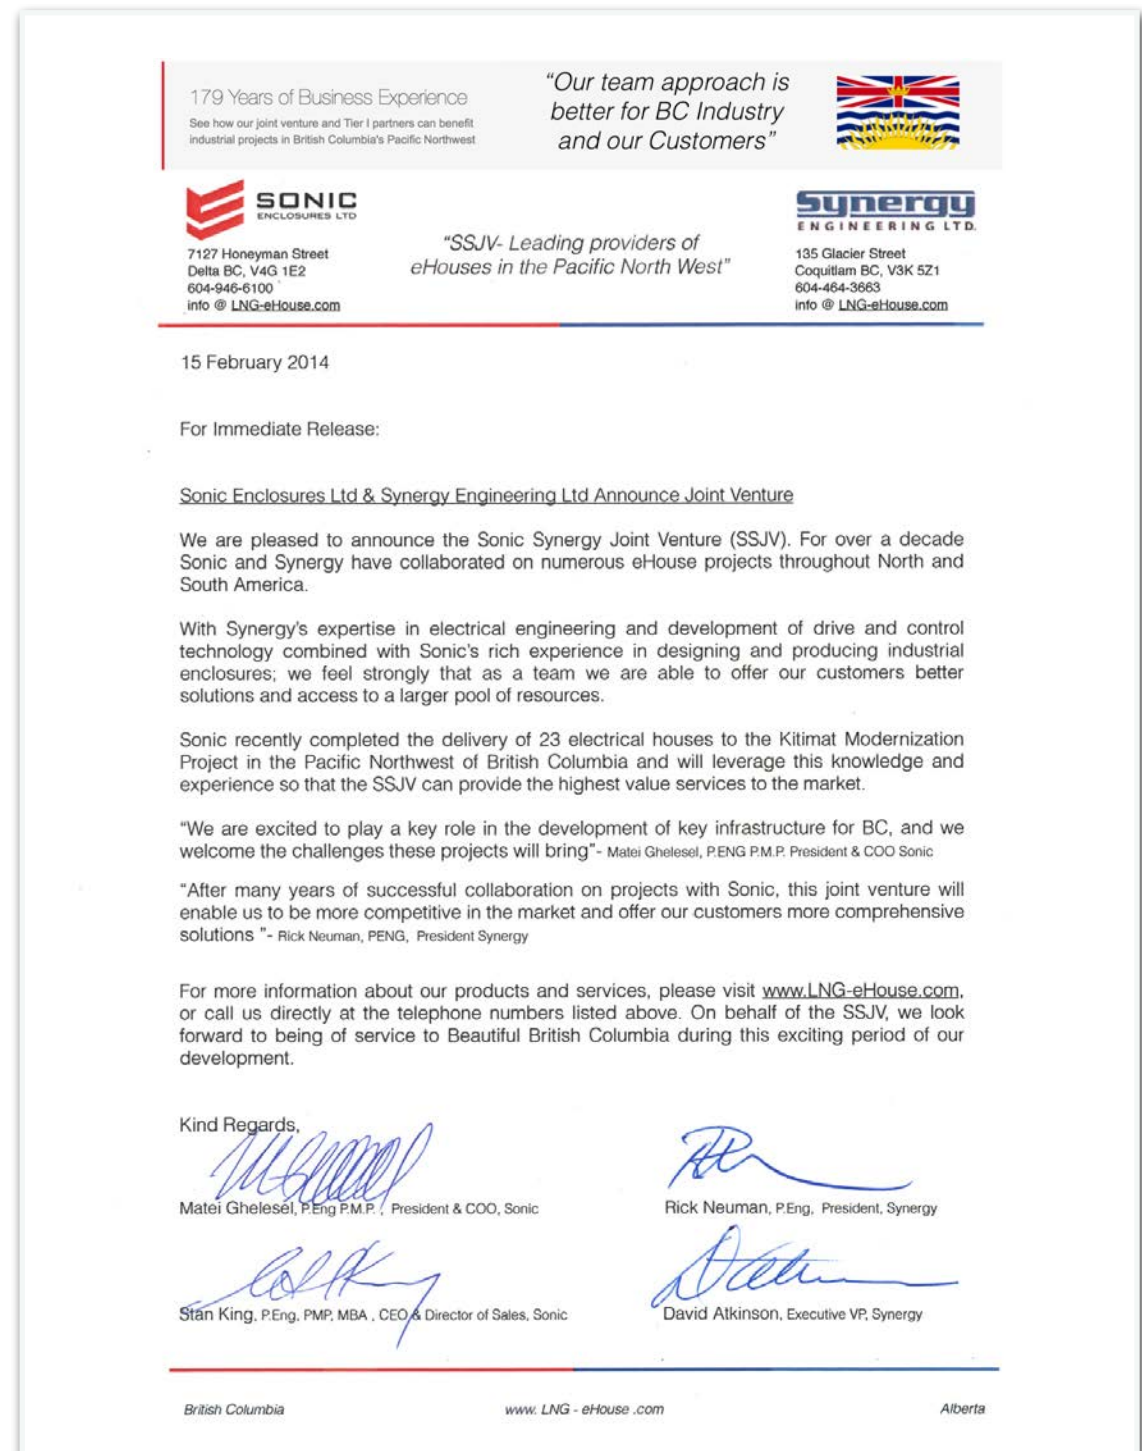 179 Years of Business Experience
See how our joint venture and Tier I partners can benefit
industrial projects in British Columbia's Pacific Northwest
“Our team approach is
better for BC Industry
and our Customers”
SONIC
ENCLOSURES LTD
7127 Honeyman Street
Delta BC, V4G 1E2
604-946-6100
info @ LNG-eHouse.com
“SSJV- Leading providers of
eHouses in the Pacific North West”
Synergy
ENGINEERING LTD.
135 Glacier Street
Coquitlam BC, V3K 5Z1
604-464-3663
info @ LNG-eHouse.com
15 February 2014
For Immediate Release:
Sonic Enclosures Ltd & Synergy Engineering Ltd Announce Joint Venture
We are pleased to announce the Sonic Synergy Joint Venture (SSJV). For over a decade
Sonic and Synergy have collaborated on numerous eHouse projects throughout North and
South America.
With Synergy's expertise in electrical engineering and development of drive and control
technology combined with Sonic's rich experience in designing and producing industrial
enclosures; we feel strongly that as a team we are able to offer our customers better
solutions and access to a larger pool of resources.
Sonic recently completed the delivery of 23 electrical houses to the Kitimat Modernization
Project in the Pacific Northwest of British Columbia and will leverage this knowledge and
experience so that the SSJV can provide the highest value services to the market.
“We are excited to play a key role in the development of key infrastructure for BC, and we
welcome the challenges these projects will bring”- Matei Ghelesel, P.ENG P.M.P. President & COO Sonic
“After many years of successful collaboration on projects with Sonic, this joint venture will
enable us to be more competitive in the market and offer our customers more comprehensive
solutions ”- Rick Neuman, PENG, President Synergy
For more information about our products and services, please visit www.LNG-eHouse.com,
or call us directly at the telephone numbers listed above. On behalf of the SSJV, we look
forward to being of service to Beautiful British Columbia during this exciting period of our
development.
Kind Regards,
Matei Ghelesel, P.Eng P.M.P. , President & COO, Sonic
Rick Neuman, P.Eng, President, Synergy
Stan King, P.Eng, PMP, MBA , CEO & Director of Sales, Sonic
David Atkinson, Executive VP, Synergy
British Columbia
www. LNG - eHouse .com
Alberta